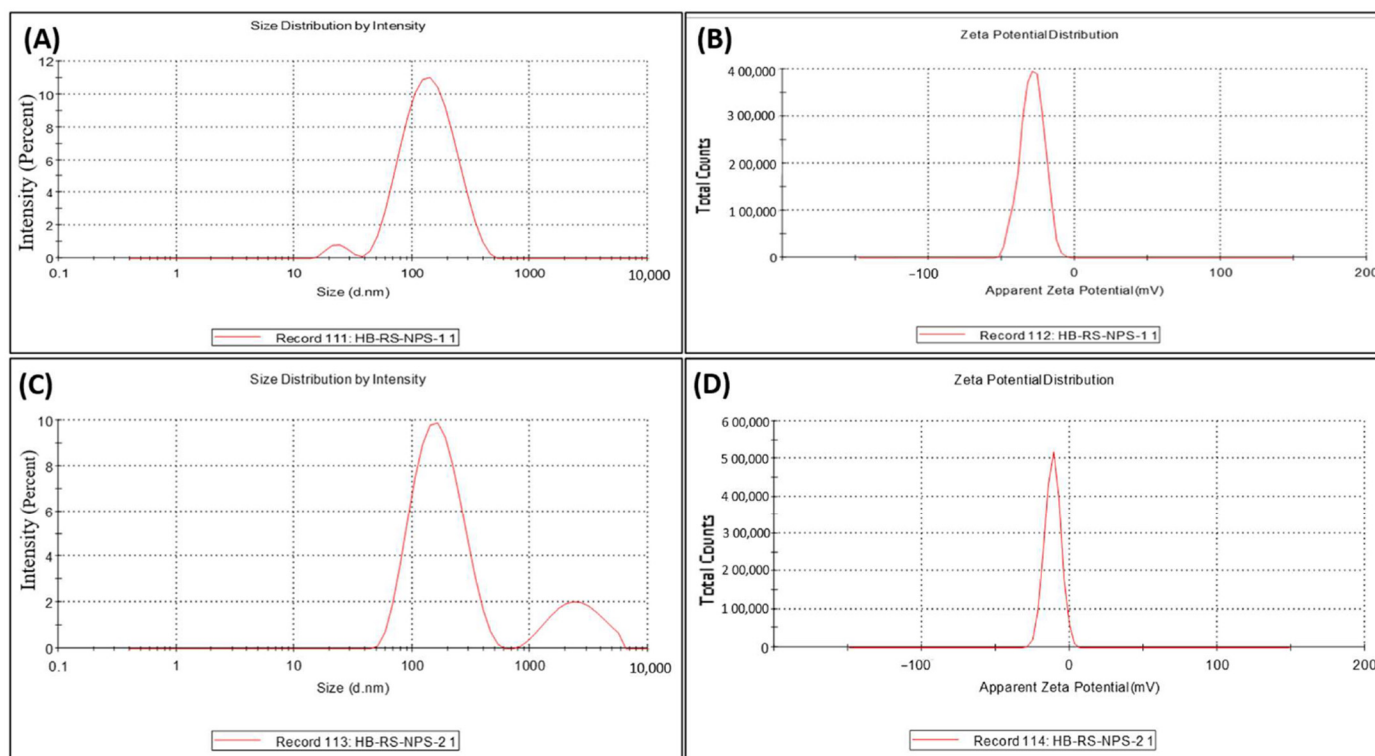 (A)
Size Distribution by Intensity
Intensity (Percent)
12
10
8
6
4
2
0
0.1 1 10 100 1000 10,000
Size (d.nm)
Record 111: HB-RS-NPS-1 1
(B)
Zeta Potential Distribution
Total Counts
4 00,000
3 00,000
2 00,000
1 00,000
0
−100 0 100 200
Apparent Zeta Potential (mV)
Record 112: HB-RS-NPS-1 1
(C)
Size Distribution by Intensity
Intensity (Percent)
10
8
6
4
2
0
0.1 1 10 100 1000 10,000
Size (d.nm)
Record 113: HB-RS-NPS-2 1
(D)
Zeta Potential Distribution
Total Counts
6 00,000
5 00,000
4 00,000
3 00,000
2 00,000
1 00,000
0
−100 0 100 200
Apparent Zeta Potential (mV)
Record 114: HB-RS-NPS-2 1